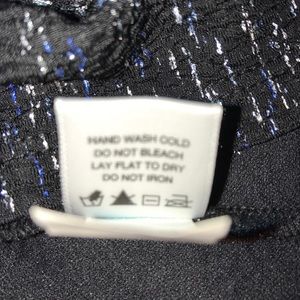 HAND WASH COLD
DO NOT BLEACH
LAY FLAT TO DRY
DO NOT IRON